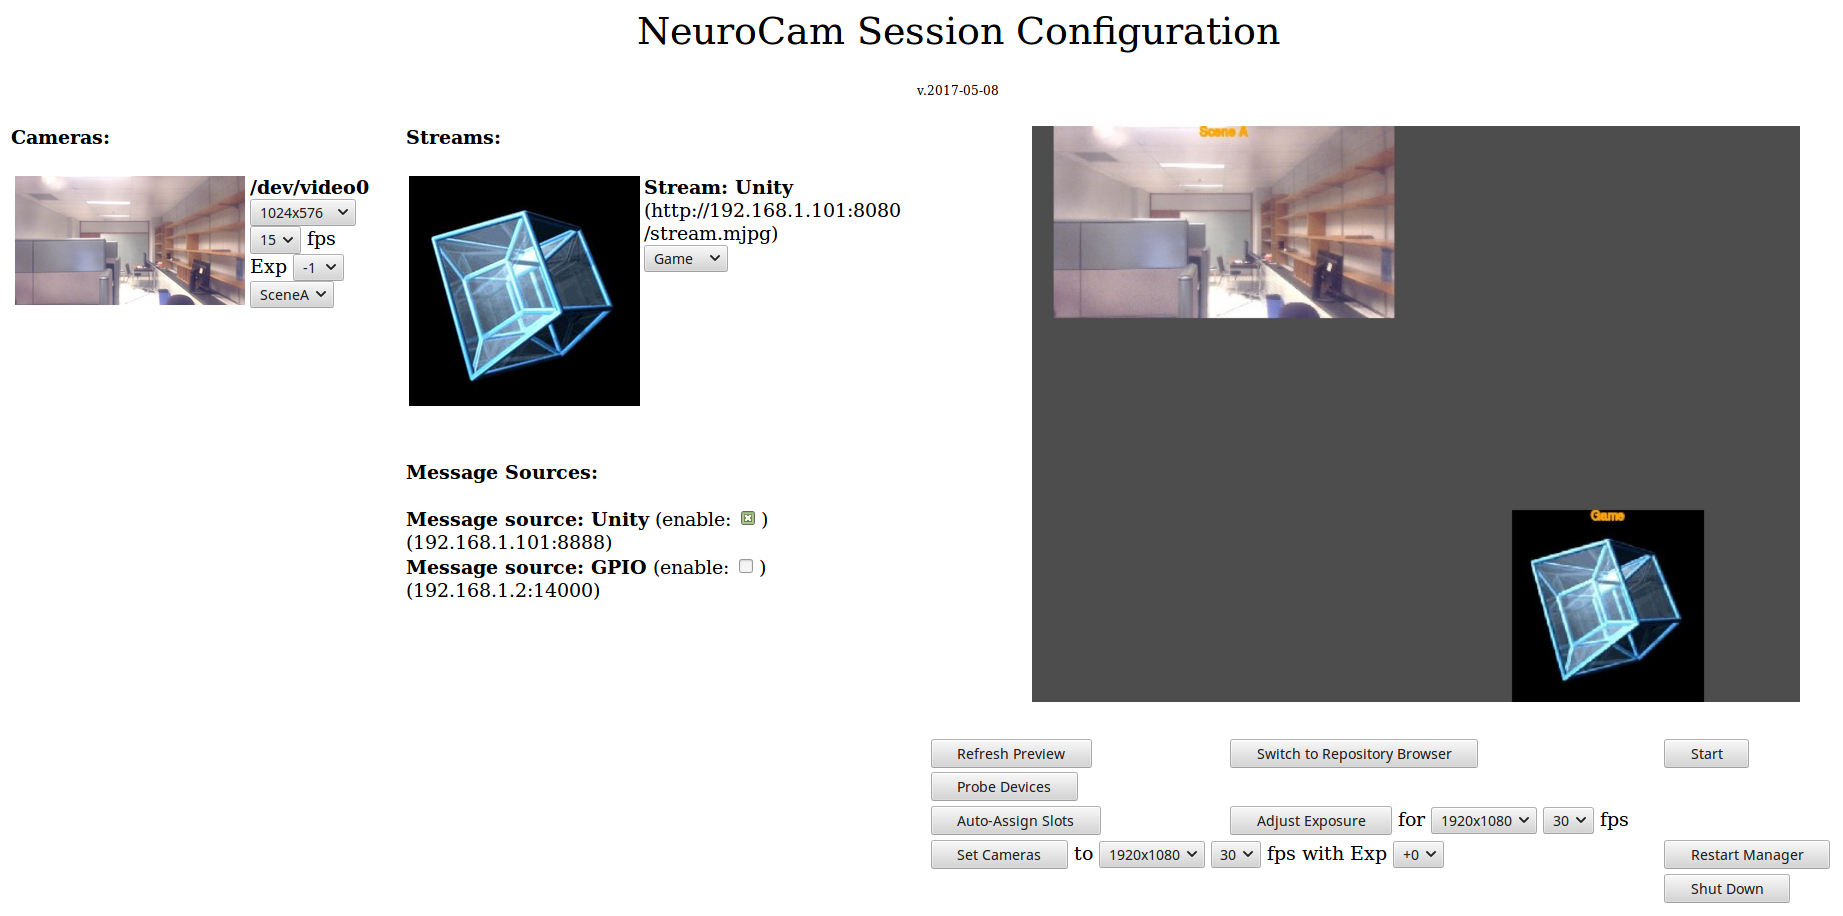 NeuroCam Session Configuration
v.2017-05-08
Cameras:
/dev/video0
1024x576
15 fps
Exp -1
SceneA
Streams:
Stream: Unity
(http://192.168.1.101:8080
/stream.mjpg)
Game
Message Sources:
Message source: Unity (enable: )
(192.168.1.101:8888)
Message source: GPIO (enable: )
(192.168.1.2:14000)
Scene A
Game
Refresh Preview Switch to Repository Browser Start
Probe Devices
Auto-Assign Slots Adjust Exposure for 1920x1080 30 fps
Set Cameras to 1920x1080 30 fps with Exp +0 Restart Manager
Shut Down